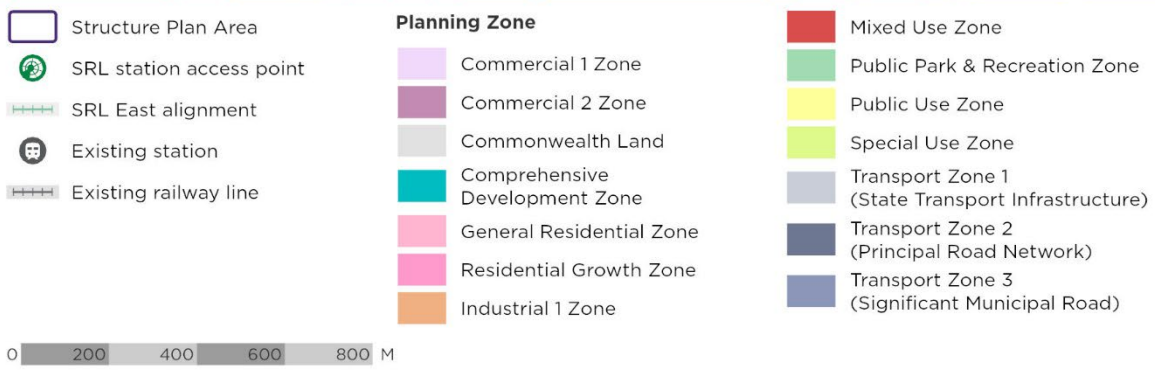 Structure Plan Area
SRL station access point
SRL East alignment
Existing station
Existing railway line
0 200 400 600 800 M
Planning Zone
Commercial 1 Zone
Commercial 2 Zone
Commonwealth Land
Comprehensive
Development Zone
General Residential Zone
Residential Growth Zone
Industrial 1 Zone
Mixed Use Zone
Public Park & Recreation Zone
Public Use Zone
Special Use Zone
Transport Zone 1
(State Transport Infrastructure)
Transport Zone 2
(Principal Road Network)
Transport Zone 3
(Significant Municipal Road)